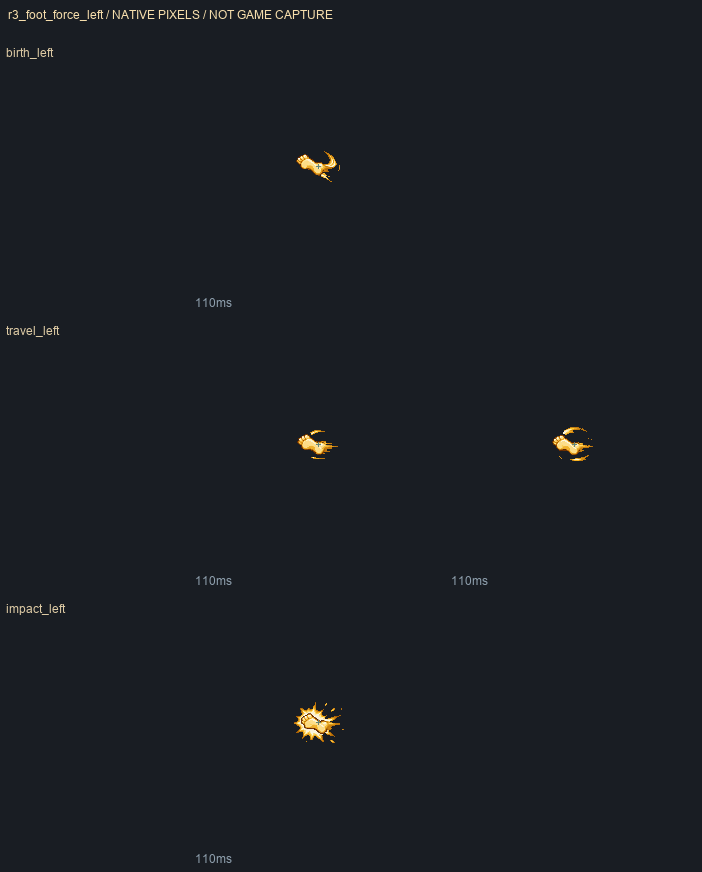 r3_foot_force_left / NATIVE PIXELS / NOT GAME CAPTURE
birth_left
110ms
travel_left
110ms 110ms
impact_left
110ms